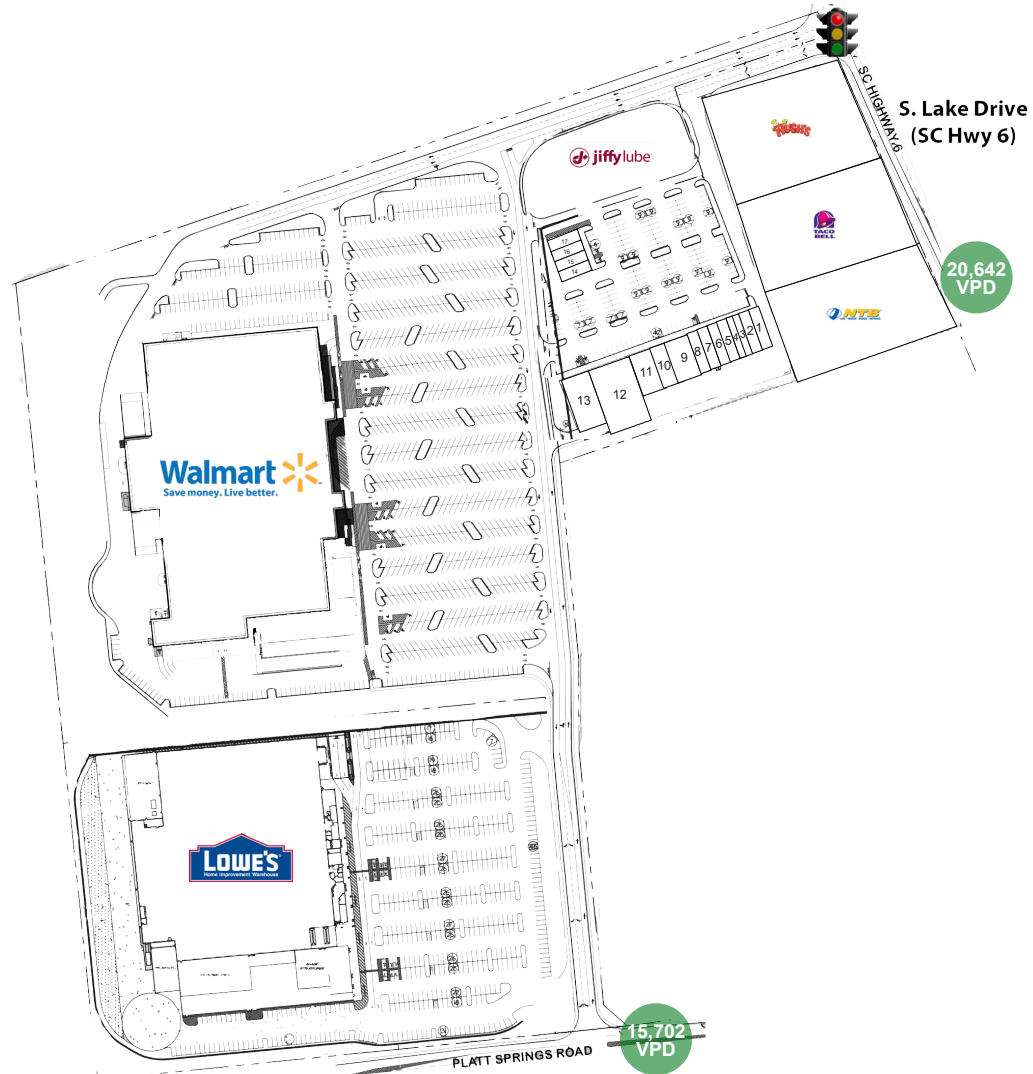 SC HIGHWAY 6
S. Lake Drive
(SC Hwy 6)
RUSH'S
jiffy lube
TACO
BELL
20,642
VPD
NTB
17
16
15
14
13
12
11
10
9
8
7
6
5
4
3
2
1
Walmart
Save money. Live better.
LOWE'S
Home Improvement Warehouse
15,702
VPD
PLATT SPRINGS ROAD